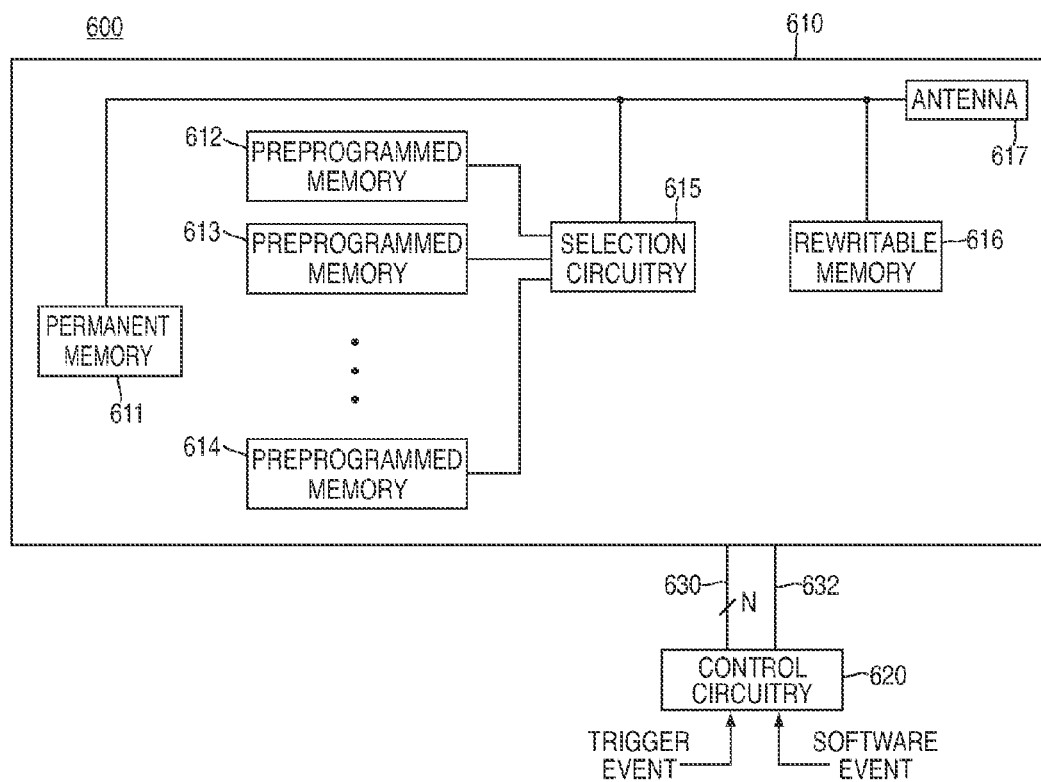 600
610
ANTENNA
617
612
PREPROGRAMMED
MEMORY
615
613
PREPROGRAMMED
MEMORY
SELECTION
CIRCUITRY
REWRITABLE
MEMORY
616
PERMANENT
MEMORY
611
614
PREPROGRAMMED
MEMORY
630
N
632
CONTROL
CIRCUITRY
620
TRIGGER
EVENT
SOFTWARE
EVENT